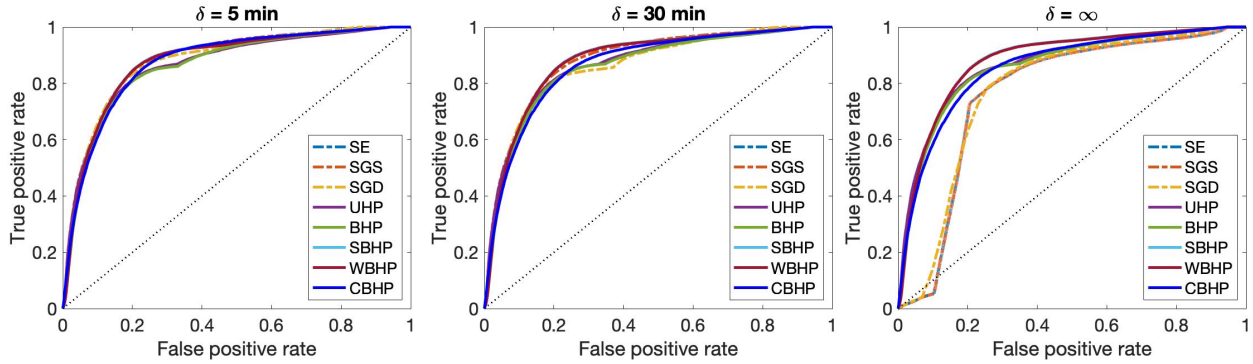 δ = 5 min
True positive rate
1
0.8
0.6
0.4
0.2
0
0 0.2 0.4 0.6 0.8 1
False positive rate
SE
SGS
SGD
UHP
BHP
SBHP
WBHP
CBHP
δ = 30 min
True positive rate
1
0.8
0.6
0.4
0.2
0
0 0.2 0.4 0.6 0.8 1
False positive rate
SE
SGS
SGD
UHP
BHP
SBHP
WBHP
CBHP
δ = ∞
True positive rate
1
0.8
0.6
0.4
0.2
0
0 0.2 0.4 0.6 0.8 1
False positive rate
SE
SGS
SGD
UHP
BHP
SBHP
WBHP
CBHP